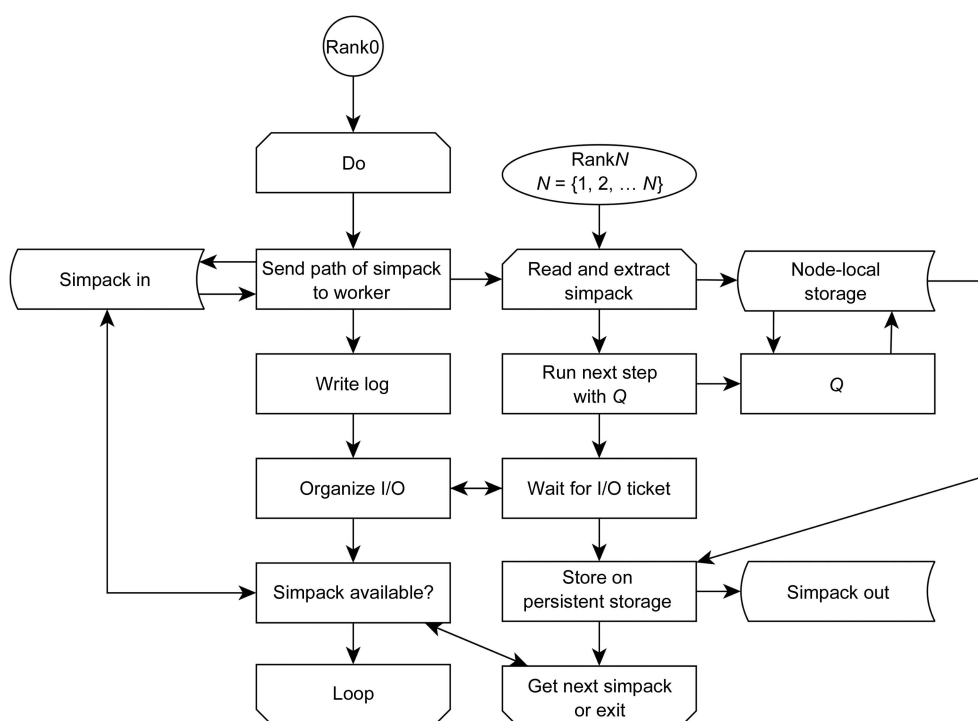 Rank0
Do
RankN
N = {1, 2, … N}
Simpack in
Send path of simpack
to worker
Read and extract
simpack
Node-local
storage
Write log
Run next step
with Q
Q
Organize I/O
Wait for I/O ticket
Simpack available?
Store on
persistent storage
Simpack out
Loop
Get next simpack
or exit